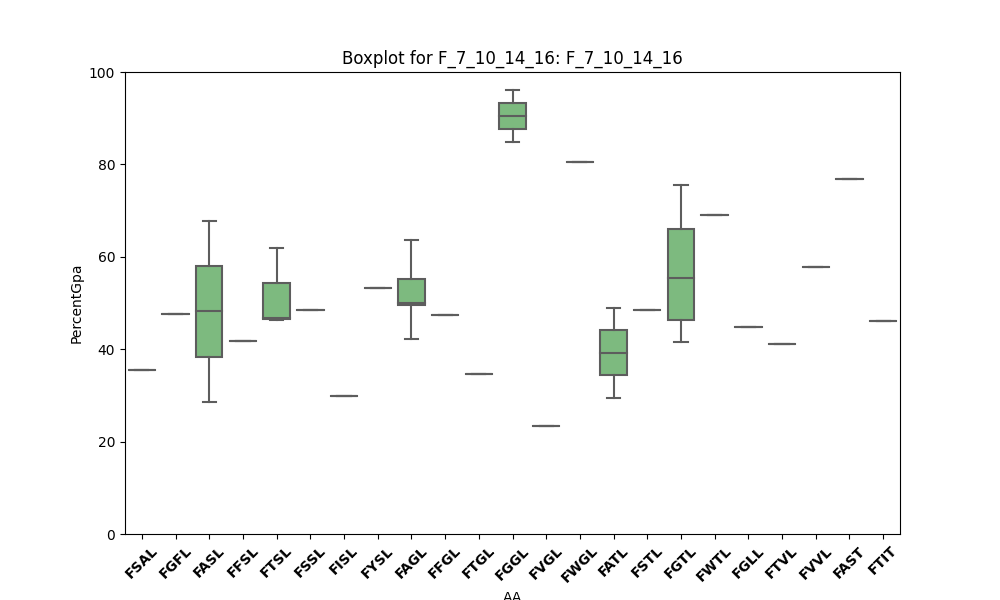 Boxplot for F_7_10_14_16: F_7_10_14_16
100
80
60
40
20
0
PercentGpa
FSAL FGFL FASL FFSL FTSL FSSL FISL FYSL FAGL FFGL FTGL FGGL FVGL FWGL FATL FSTL FGTL FWTL FGLL FTVL FVVL FAST FTIT
AA